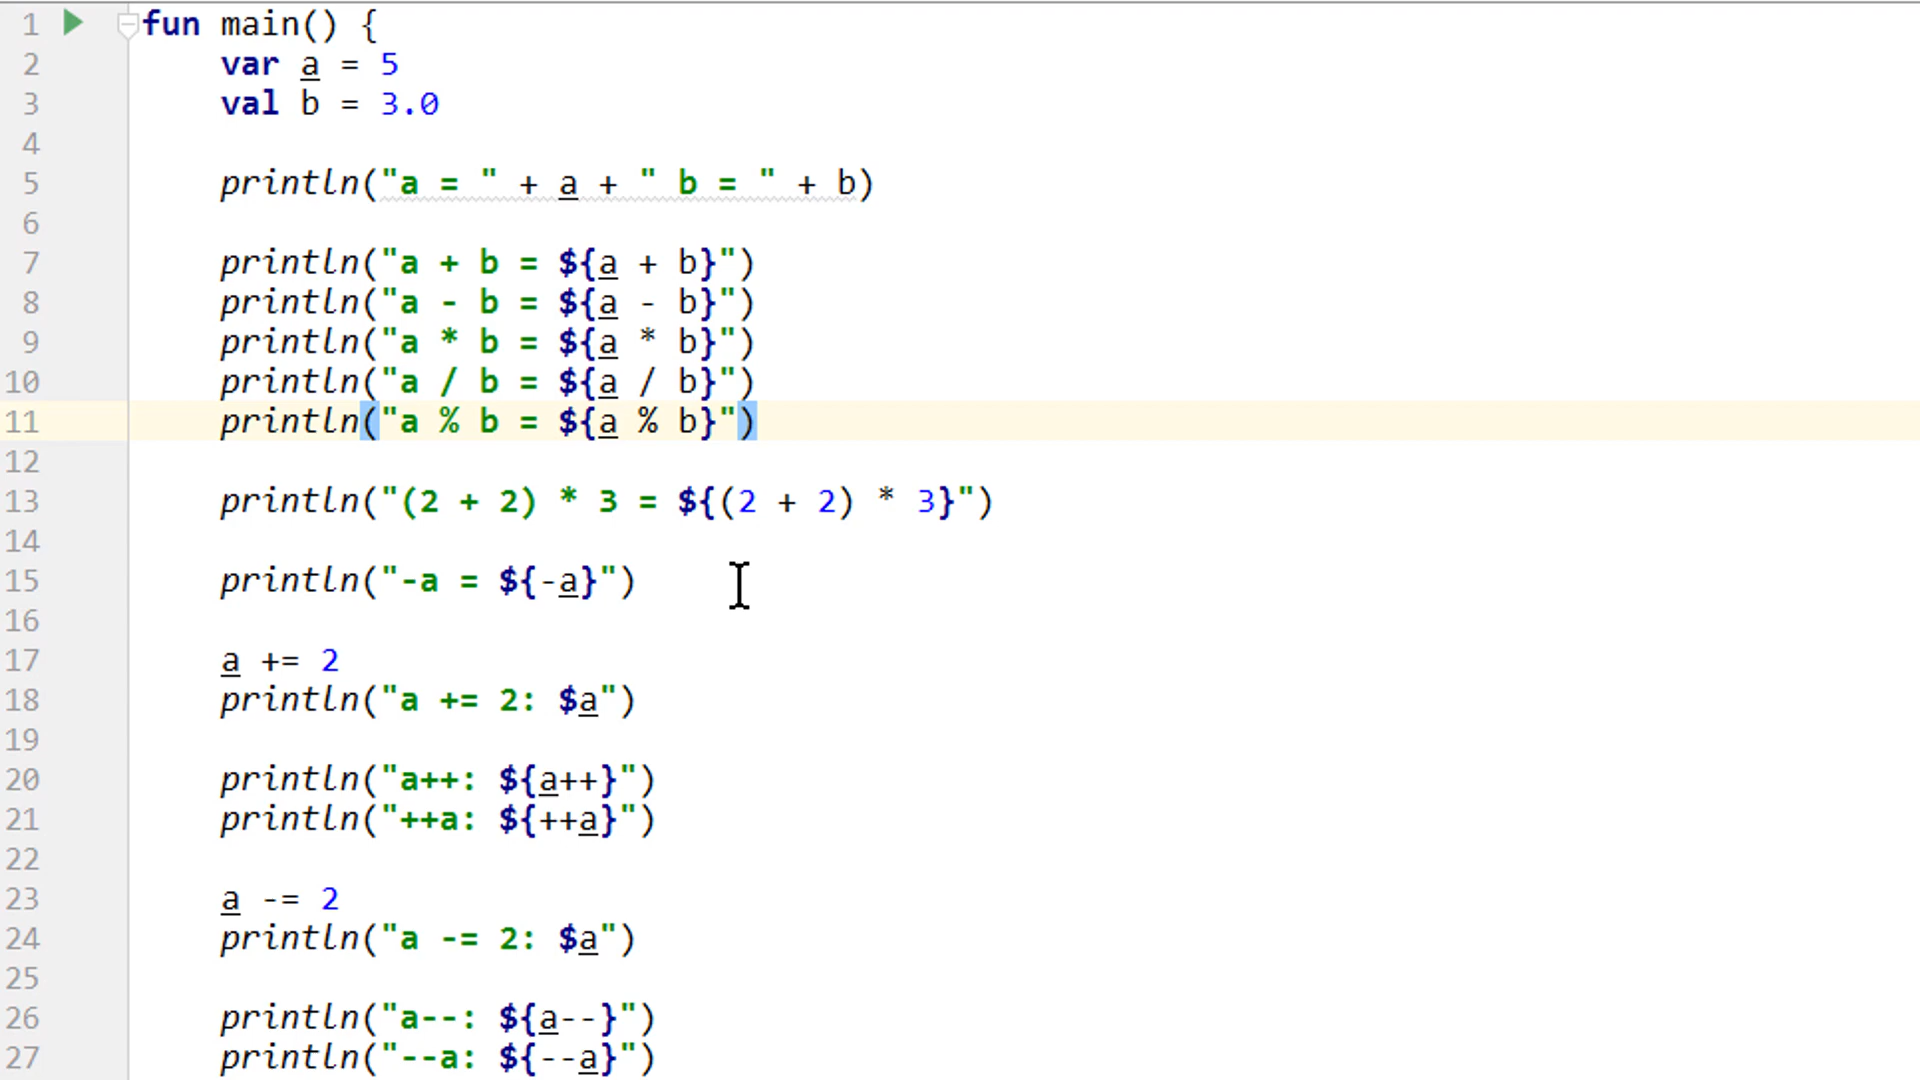 1 fun main() {
2 var a = 5
3 val b = 3.0
4
5 println("a = " + a + " b = " + b)
6
7 println("a + b = ${a + b}")
8 println("a - b = ${a - b}")
9 println("a * b = ${a * b}")
10 println("a / b = ${a / b}")
11 println("a % b = ${a % b}")
12
13 println("(2 + 2) * 3 = ${(2 + 2) * 3}")
14
15 println("-a = ${-a}")
16
17 a += 2
18 println("a += 2: $a")
19
20 println("a++: ${a++}")
21 println("++a: ${++a}")
22
23 a -= 2
24 println("a -= 2: $a")
25
26 println("a--: ${a--}")
27 println("--a: ${--a}")